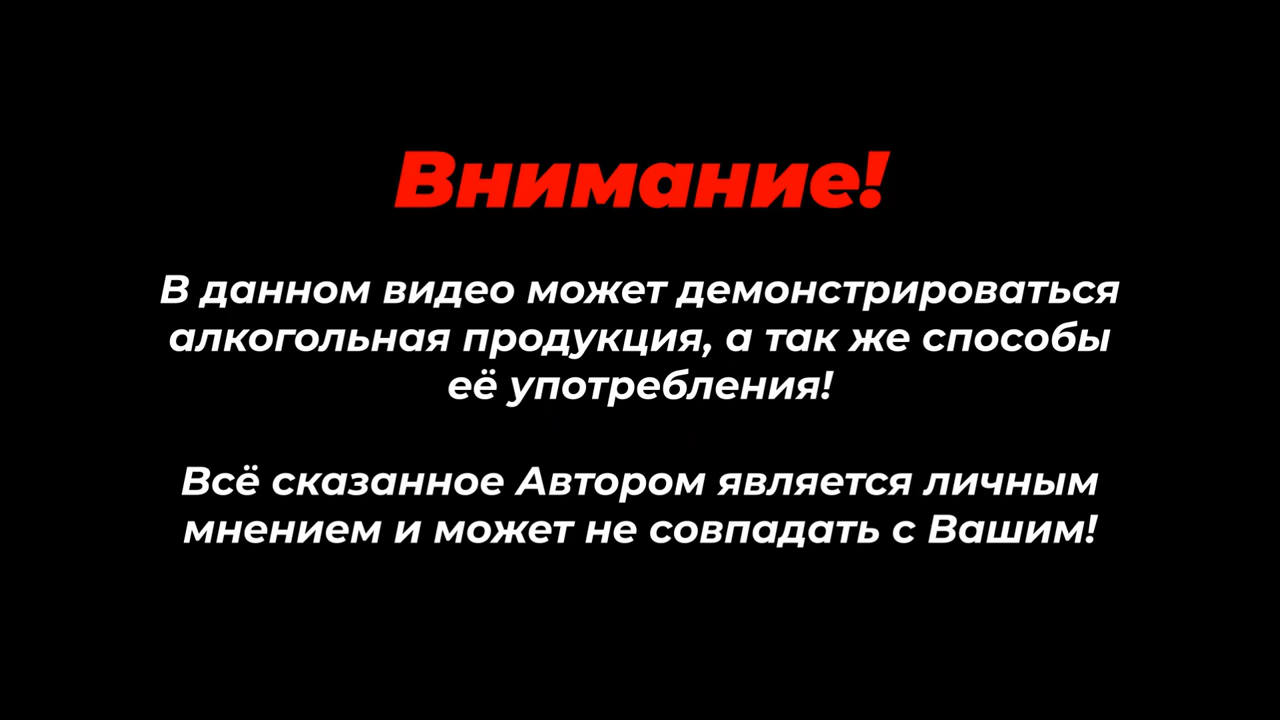 Внимание!
В данном видео может демонстрироваться
алкогольная продукция, а так же способы
её употребления!
Всё сказанное Автором является личным
мнением и может не совпадать с Вашим!